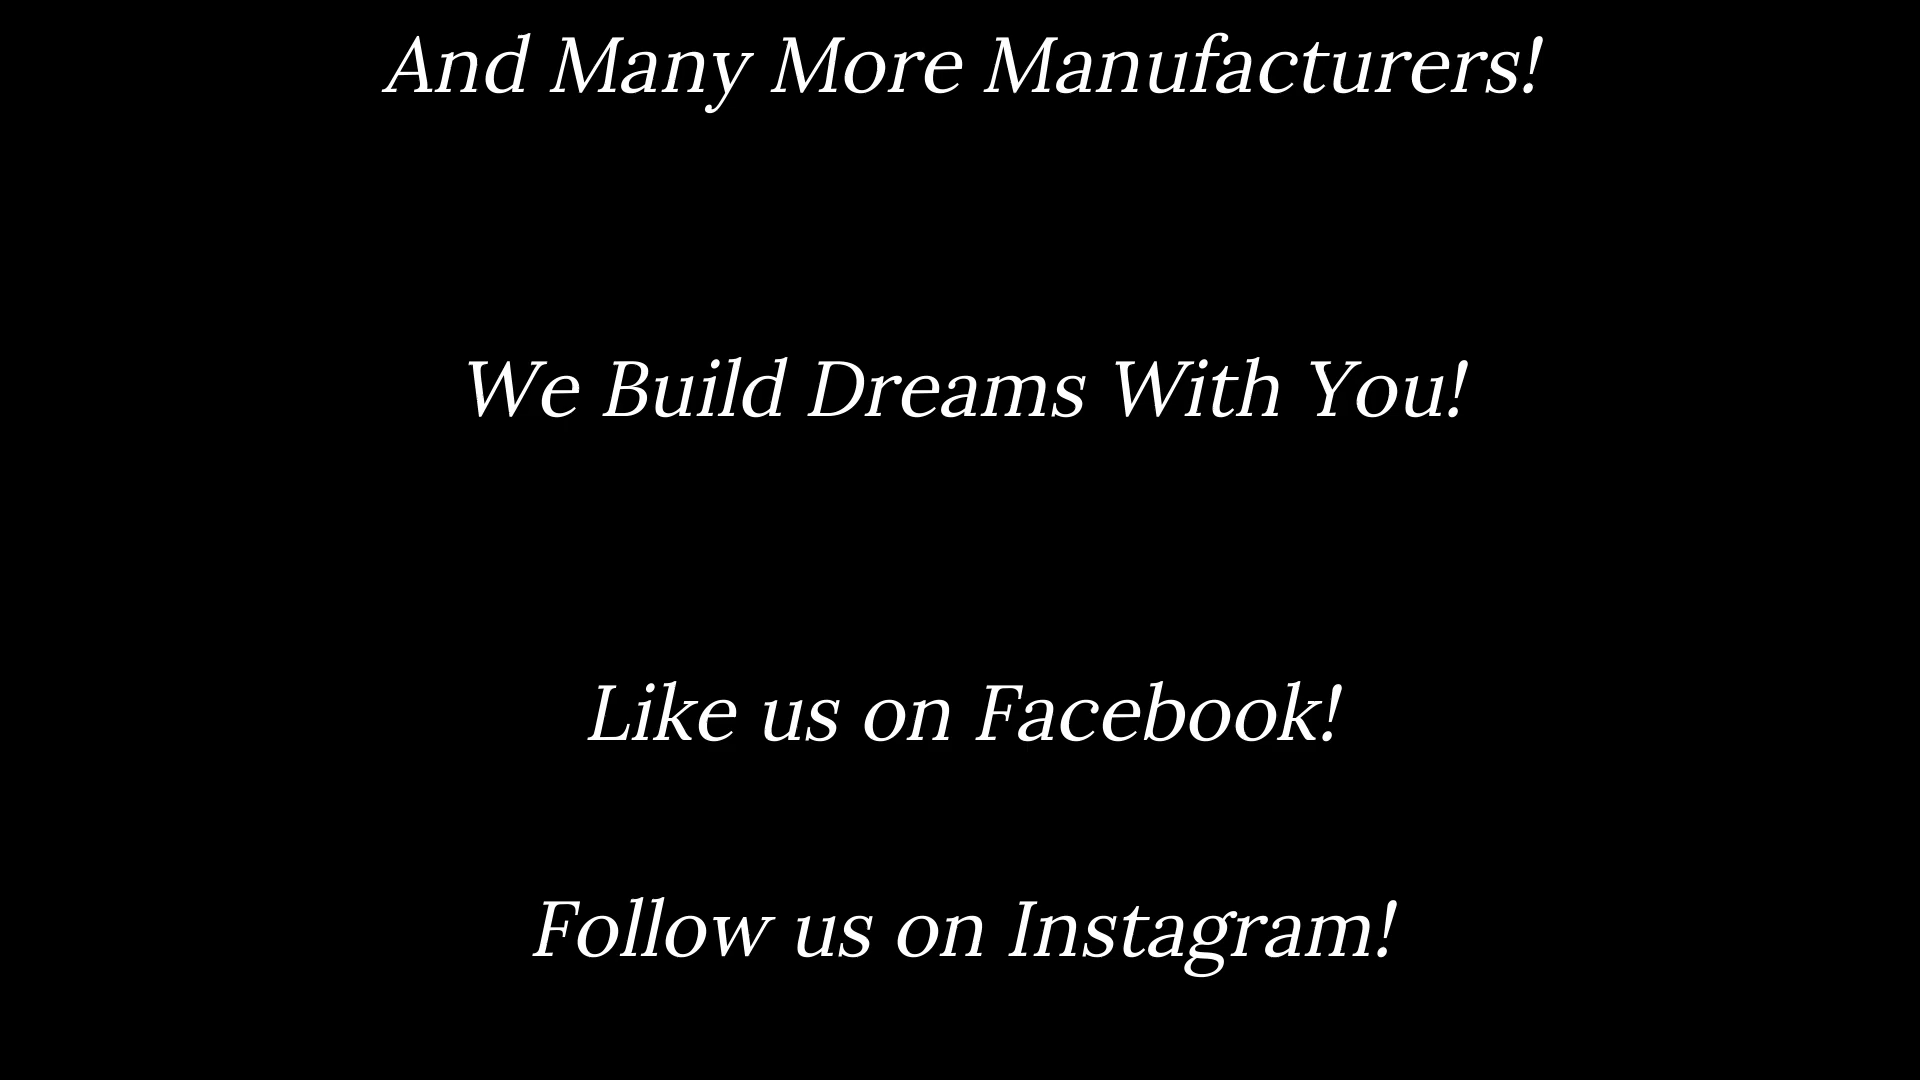 And Many More Manufacturers!
We Build Dreams With You!
Like us on Facebook!
Follow us on Instagram!